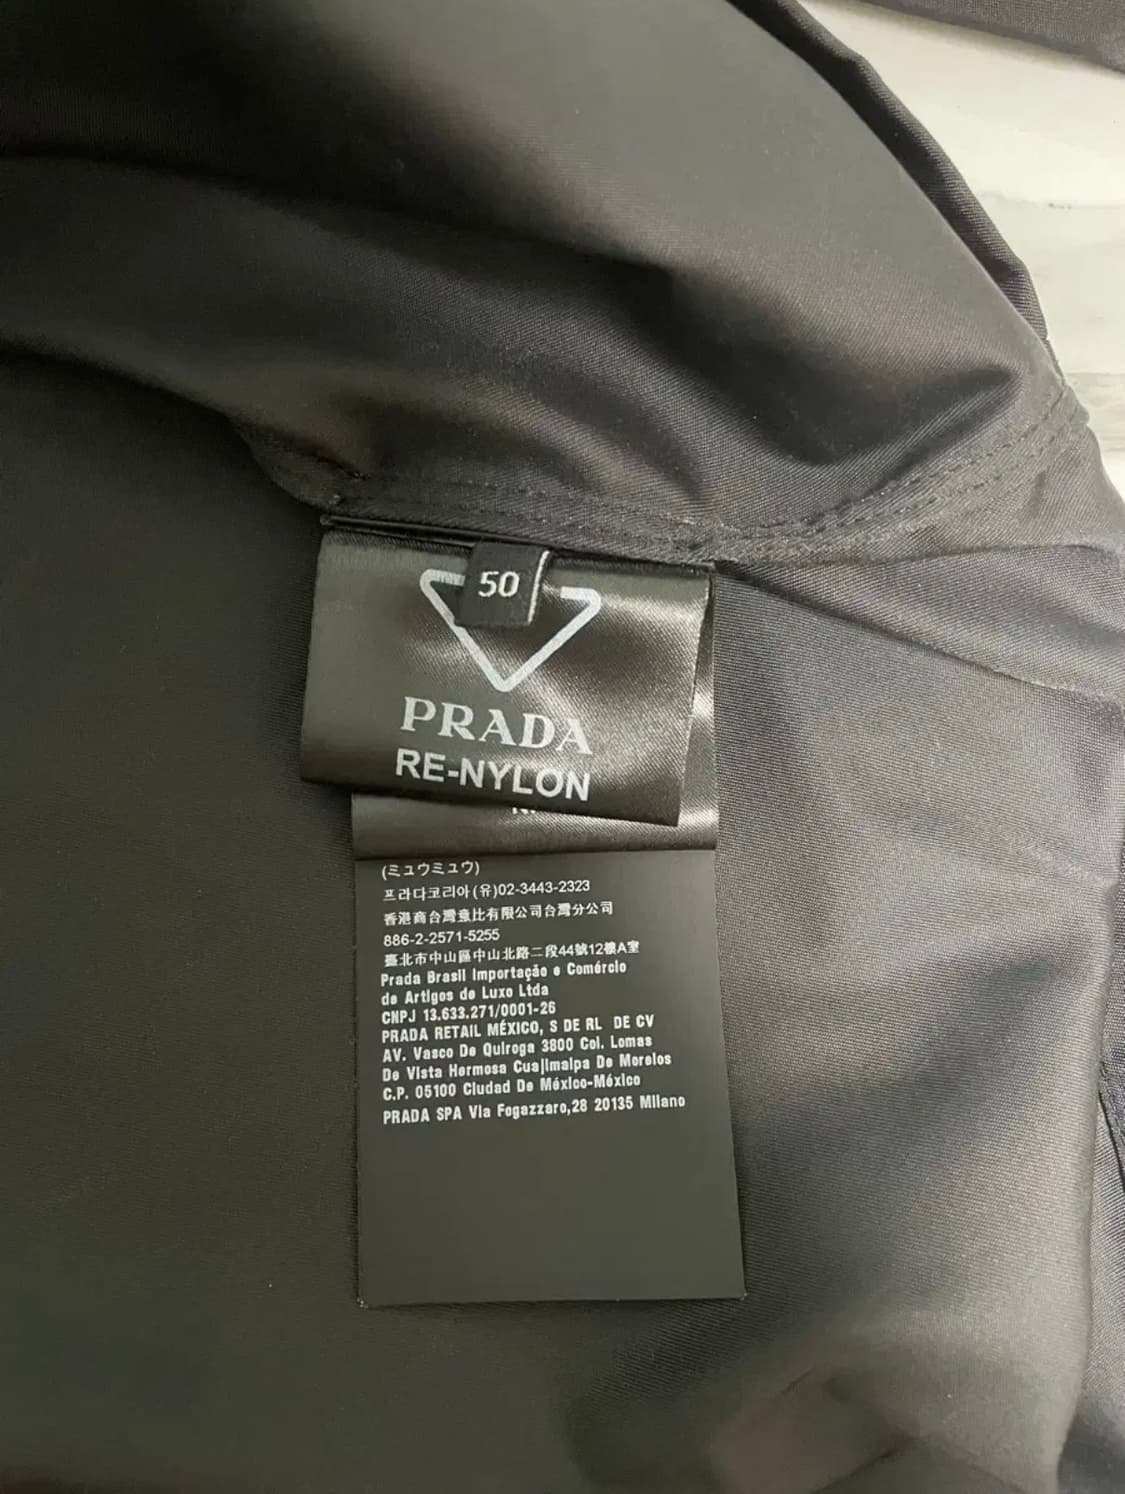 50
PRADA
RE-NYLON
(ミュウミュウ)
프라다코리아(유)02-3443-2323
香港商台灣壹比有限公司台灣分公司
886-2-2571-5255
臺北市中山區中山北路二段44號12樓A室
Prada Brasil Importação e Comércio
de Artigos de Luxo Ltda
CNPJ 13.633.271/0001-26
PRADA RETAIL MÉXICO, S DE RL DE CV
AV. Vasco De Quiroga 3800 Col. Lomas
De Vista Hermosa Cuajimalpa De Morelos
C.P. 05100 Ciudad De México-México
PRADA SPA Via Fogazzaro,28 20135 Milano